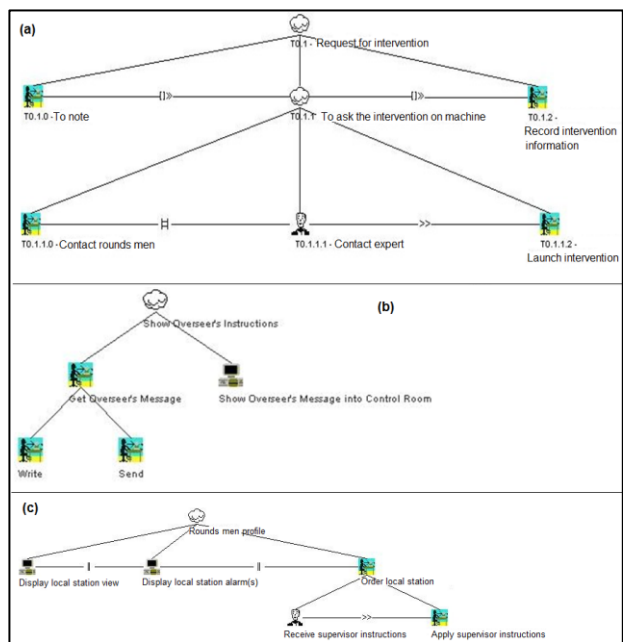 (a)
T0.1 - Request for intervention
[]>> []>>
T0.1.0 - To note
T0.1.1 - To ask the intervention on machine
T0.1.2 -
Record intervention
information
|=| >>
T0.1.1.0 - Contact rounds men
T0.1.1.1 - Contact expert
T0.1.1.2 -
Launch intervention
(b)
Show Overseer's Instructions
Get Overseer's Message
Show Overseer's Message into Control Room
Write
Send
(c)
Rounds men profile
|| ||
Display local station view
Display local station alarm(s)
Order local station
>>
Receive supervisor instructions
Apply supervisor instructions